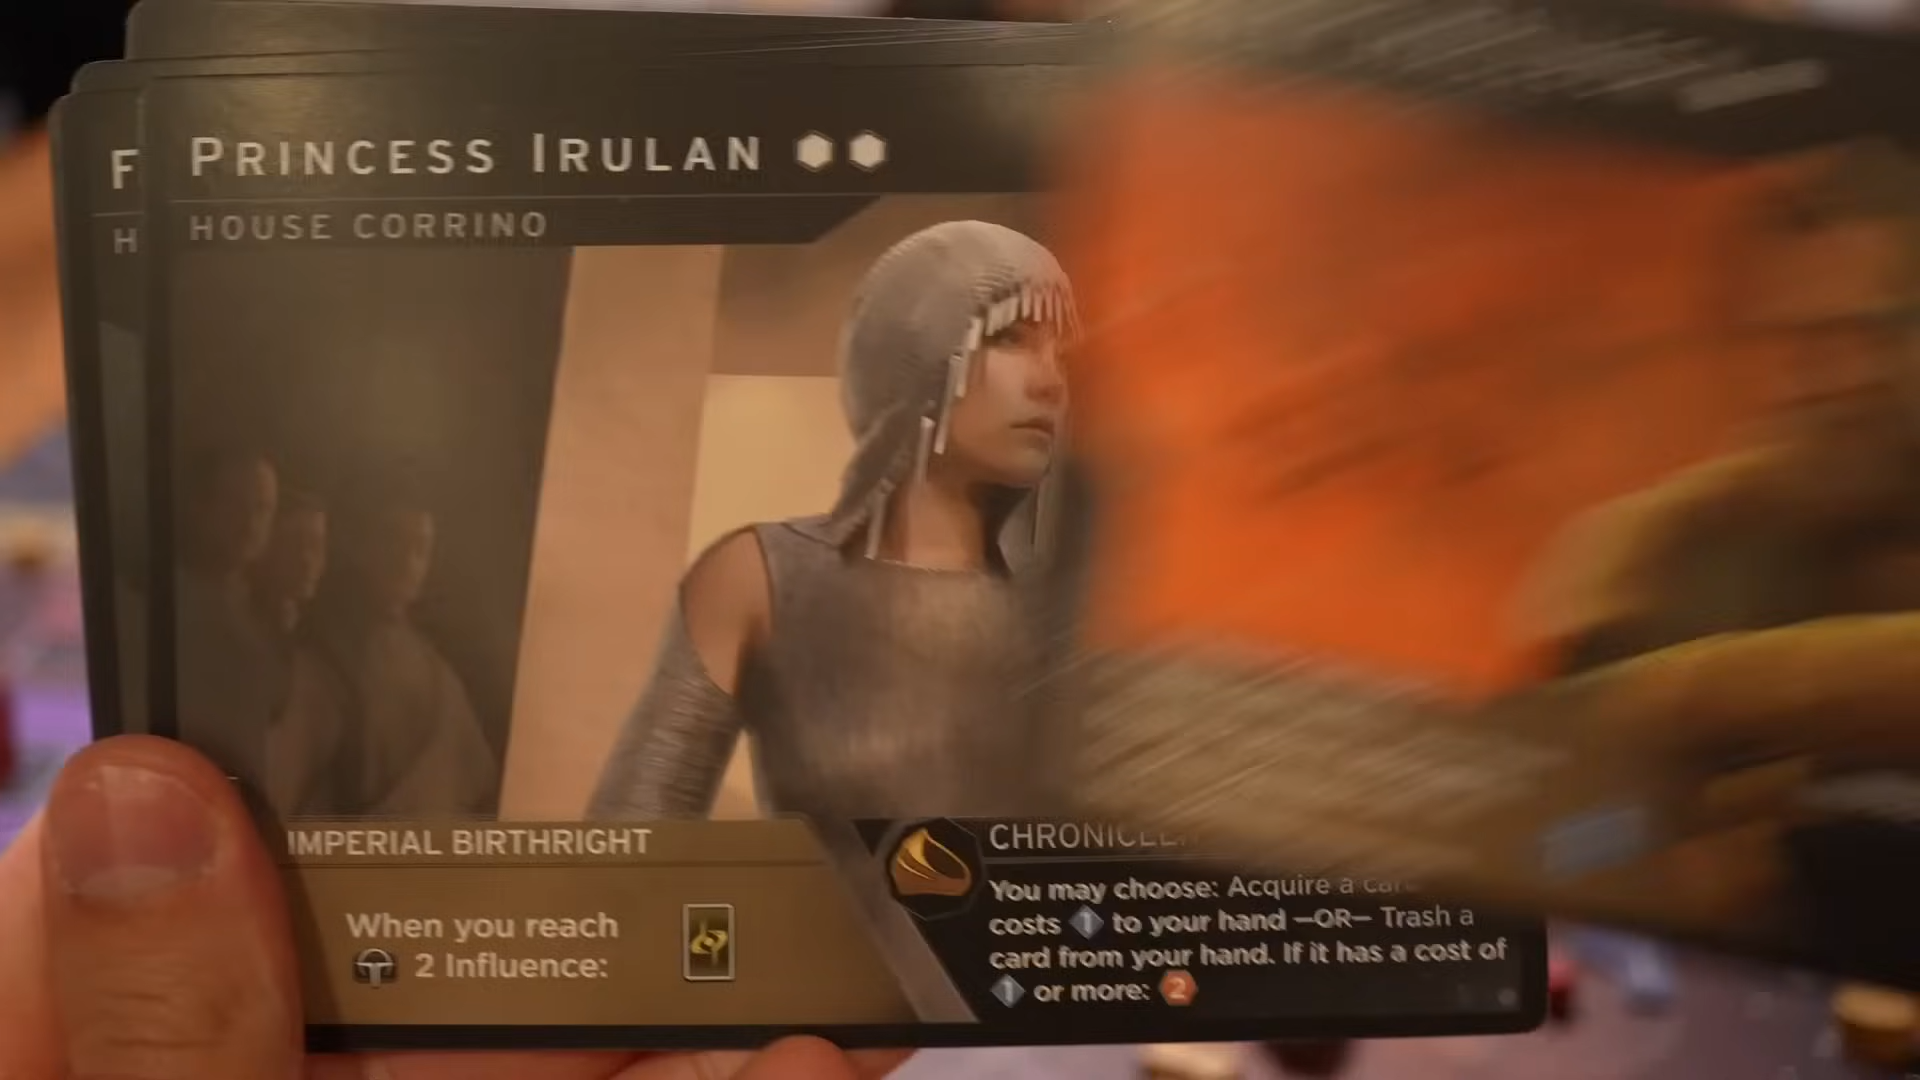 PRINCESS IRULAN
HOUSE CORRINO
F
H
IMPERIAL BIRTHRIGHT
When you reach
2 Influence:
You may choose: Acquire a
costs 1 to your hand —OR— Trash a
card from your hand. If it has a cost of
1 or more: 2